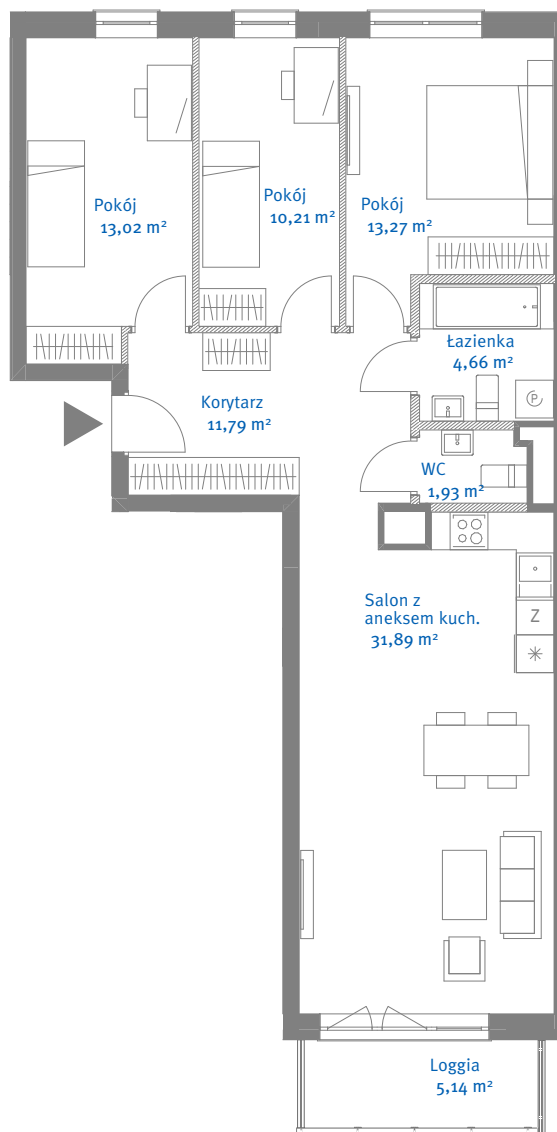 Pokój
13,02 m²
Pokój
10,21 m²
Pokój
13,27 m²
Łazienka
4,66 m²
P
Korytarz
11,79 m²
WC
1,93 m²
Salon z
aneksem kuch.
31,89 m²
Z
Loggia
5,14 m²